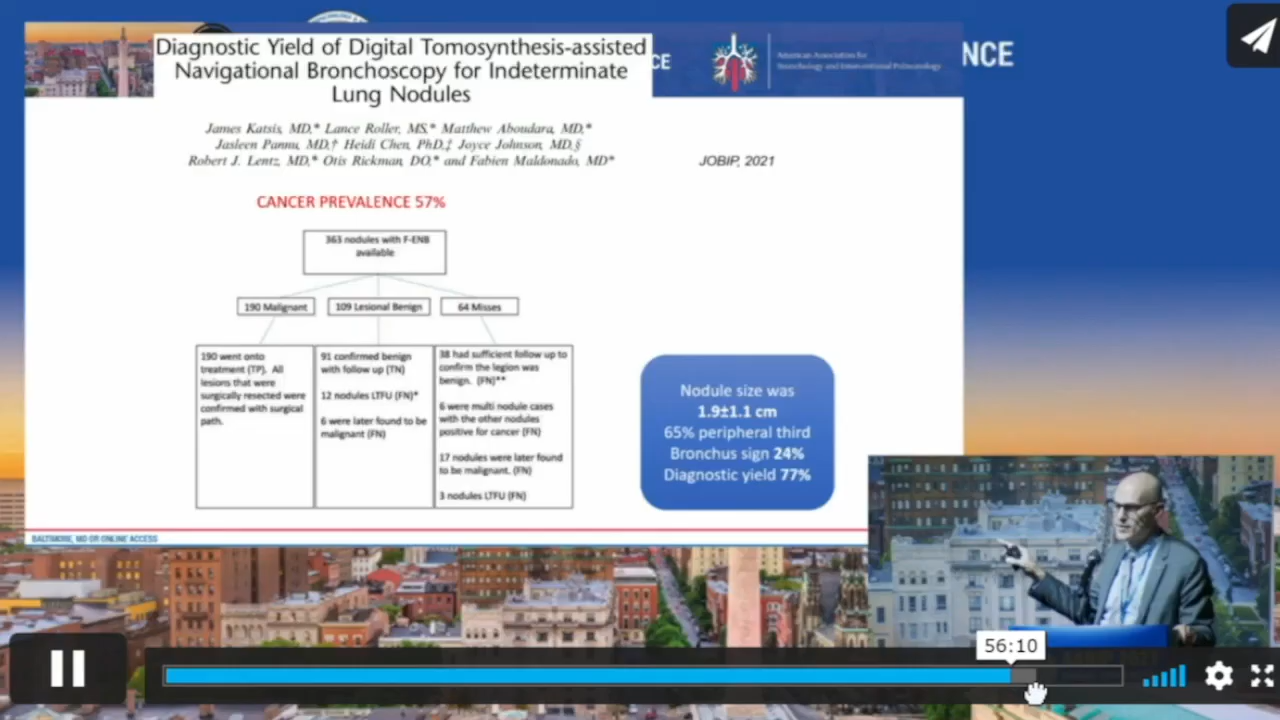 Diagnostic Yield of Digital Tomosynthesis-assisted
Navigational Bronchoscopy for Indeterminate
Lung Nodules
CE
American Association for
Bronchology and Interventional Pulmonology
NCE
James Katsis, MD,* Lance Roller, MS,* Matthew Aboudara, MD,*
Jasleen Pannu, MD,† Heidi Chen, PhD,‡ Joyce Johnson, MD,§
Robert J. Lentz, MD,* Otis Rickman, DO,* and Fabien Maldonado, MD*
JOBIP, 2021
CANCER PREVALENCE 57%
363 nodules with F-ENB
available
190 Malignant
109 Lesional Benign
64 Misses
190 went onto
treatment (TP). All
lesions that were
surgically resected were
confirmed with surgical
path.
91 confirmed benign
with follow up (TN)
12 nodules LTFU (FN)*
6 were later found to be
malignant (FN)
38 had sufficient follow up to
confirm the legion was
benign. (FN)**
6 were multi nodule cases
with the other nodules
positive for cancer (FN)
17 nodules were later found
to be malignant. (FN)
3 nodules LTFU (FN)
Nodule size was
1.9±1.1 cm
65% peripheral third
Bronchus sign 24%
Diagnostic yield 77%
BALTIMORE, MD OR ONLINE ACCESS
56:10